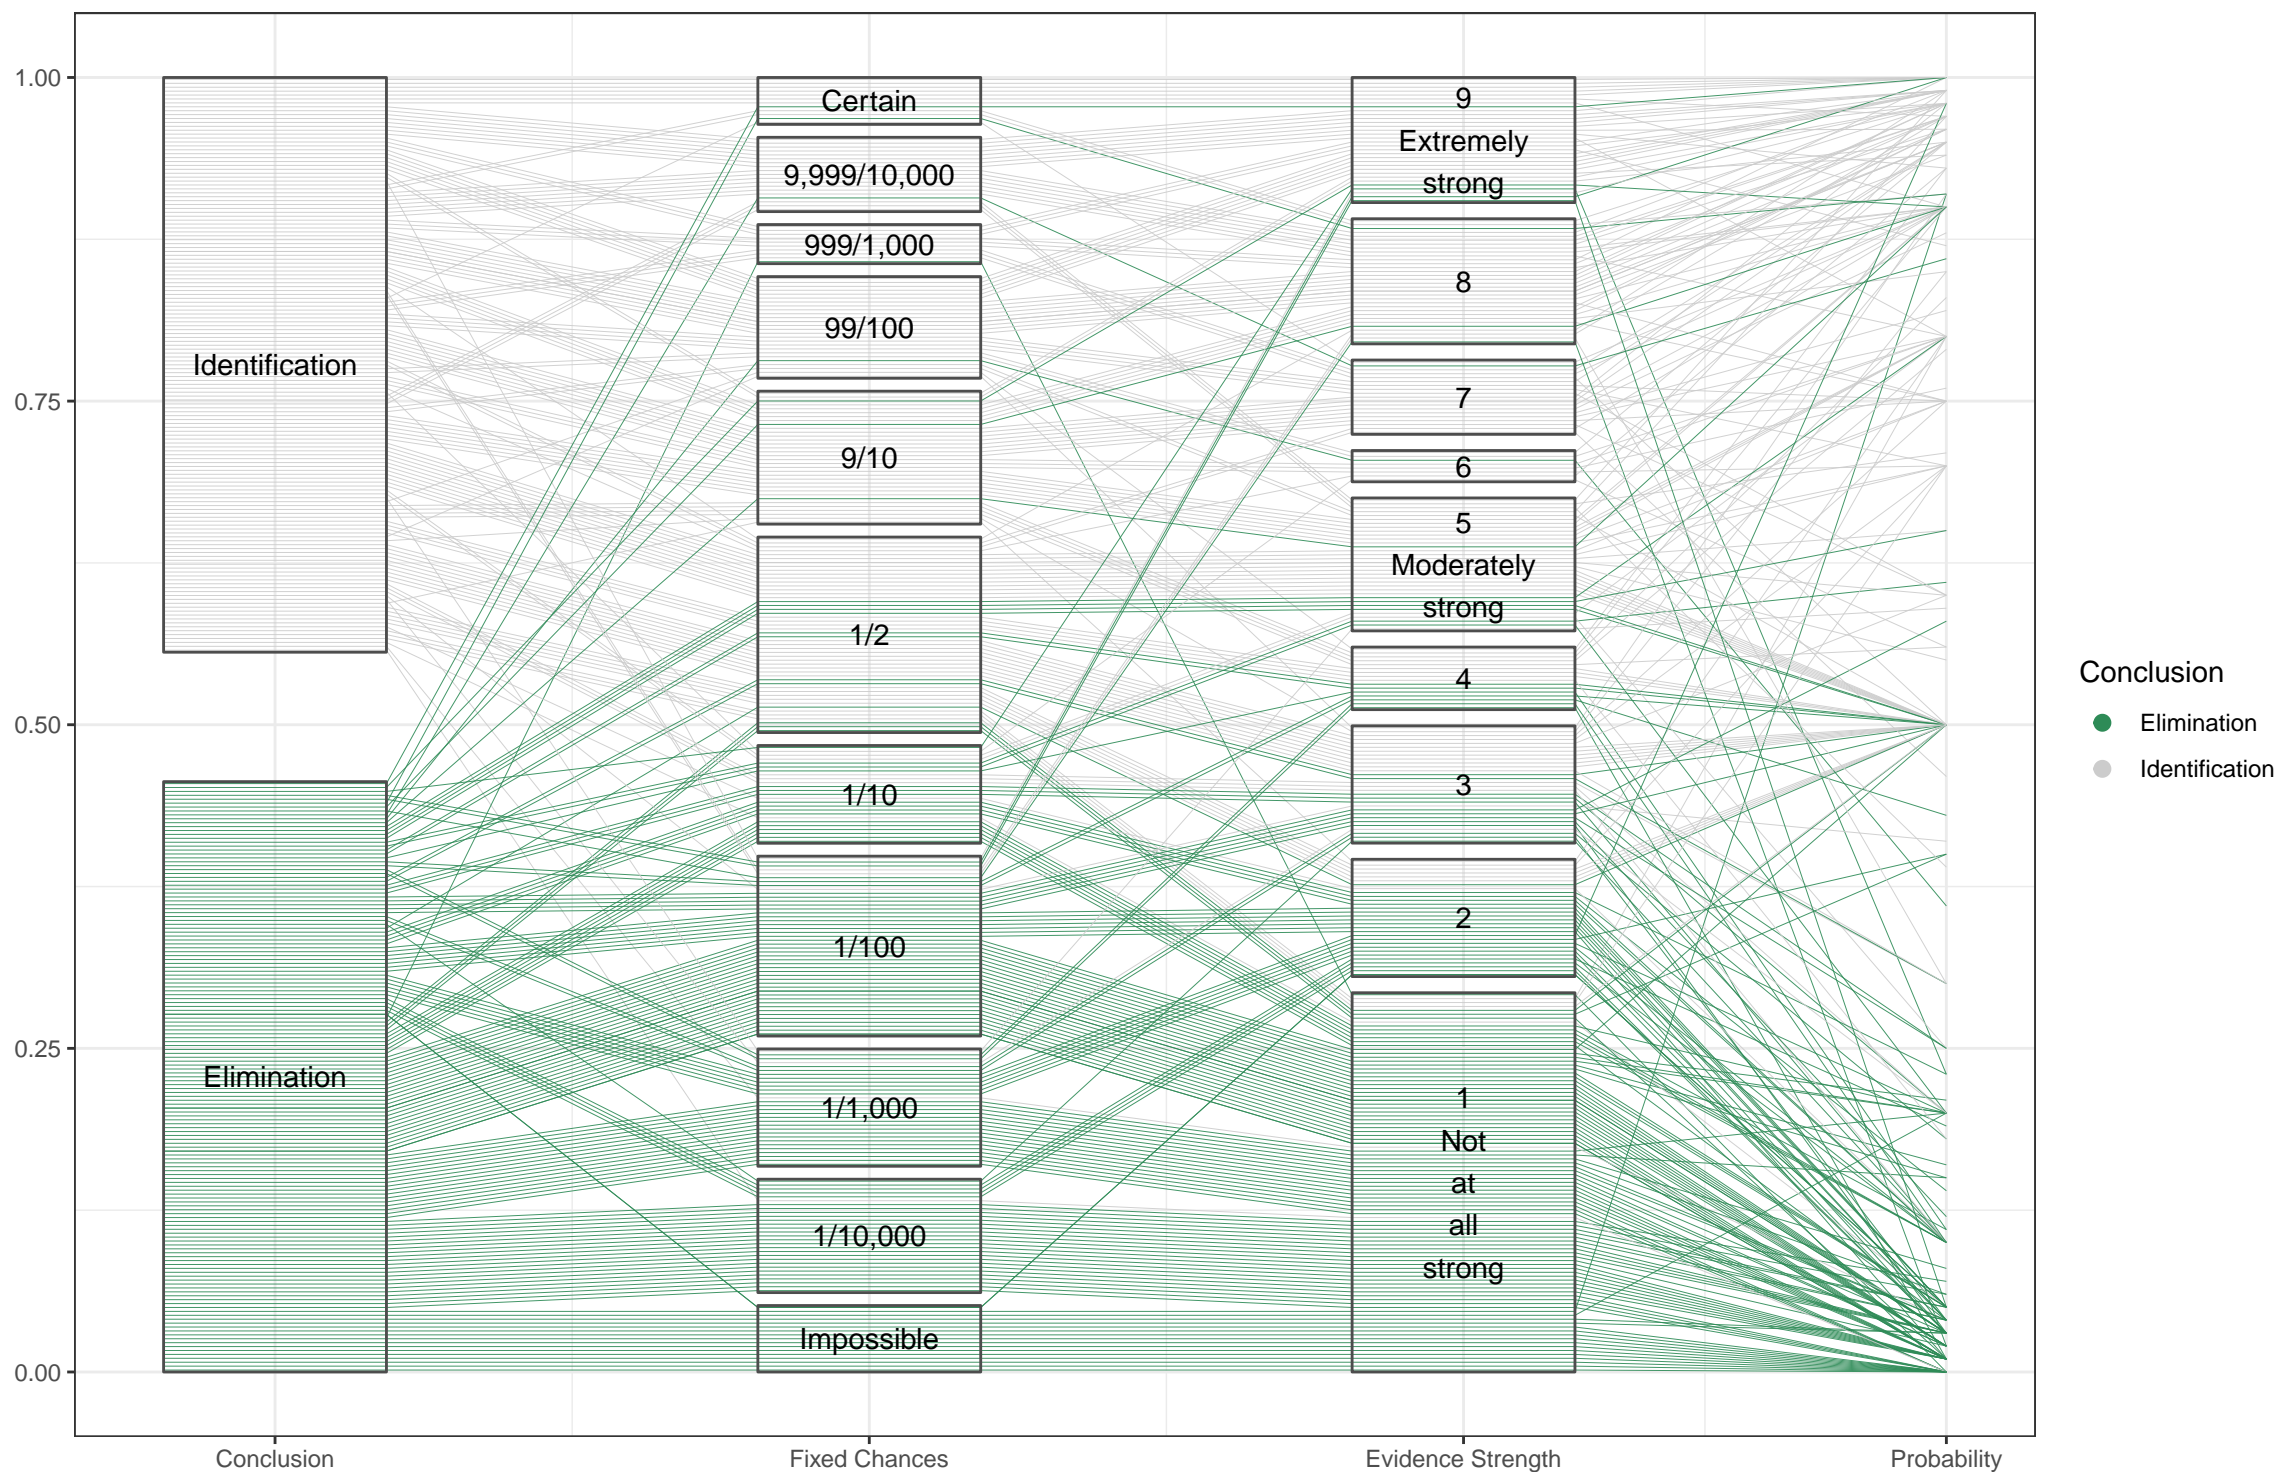 1.00
0.75
0.50
0.25
0.00
Identification
Elimination
Certain
9,999/10,000
999/1,000
99/100
9/10
1/2
1/10
1/100
1/1,000
1/10,000
Impossible
9
Extremely
strong
8
7
6
5
Moderately
strong
4
3
2
1
Not
at
all
strong
Conclusion
Fixed Chances
Evidence Strength
Probability
Conclusion
Elimination
Identification